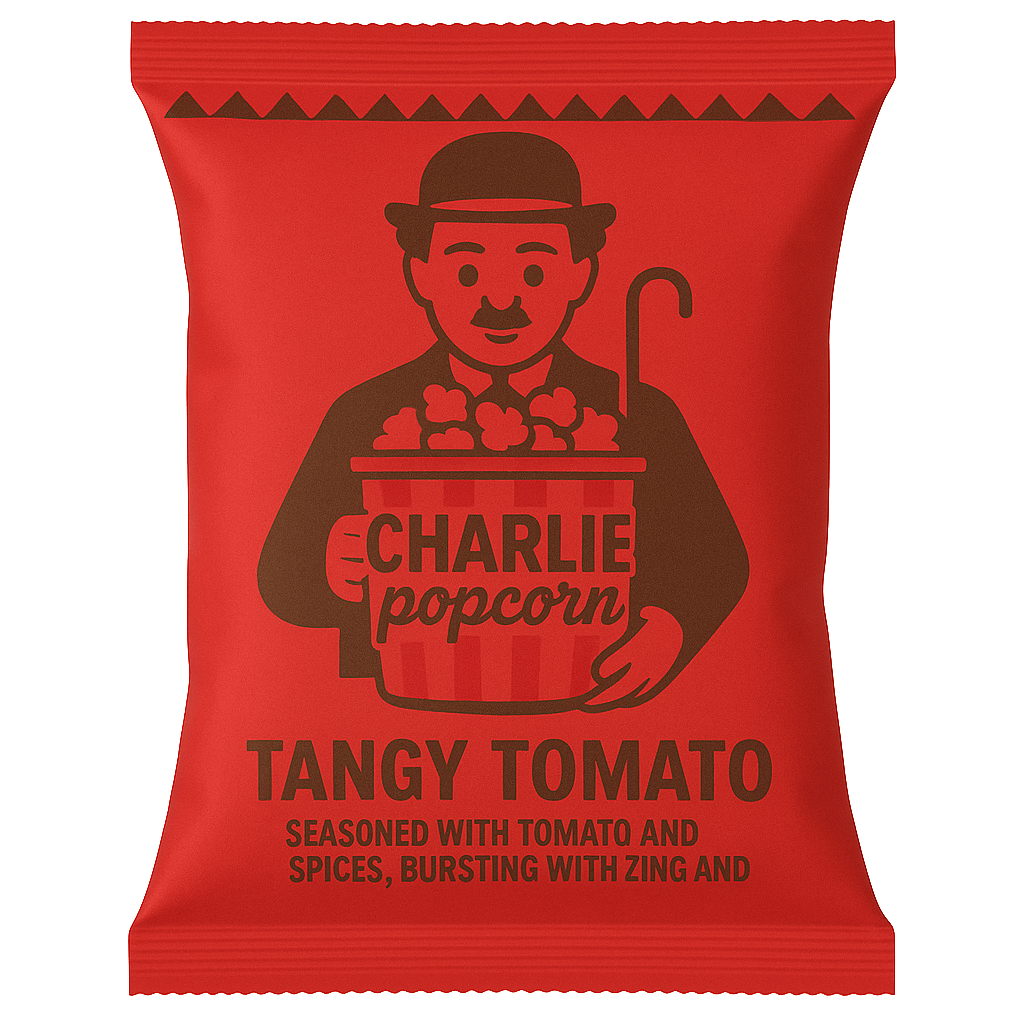 CHARLIE
popcorn
TANGY TOMATO
SEASONED WITH TOMATO AND
SPICES, BURSTING WITH ZING AND